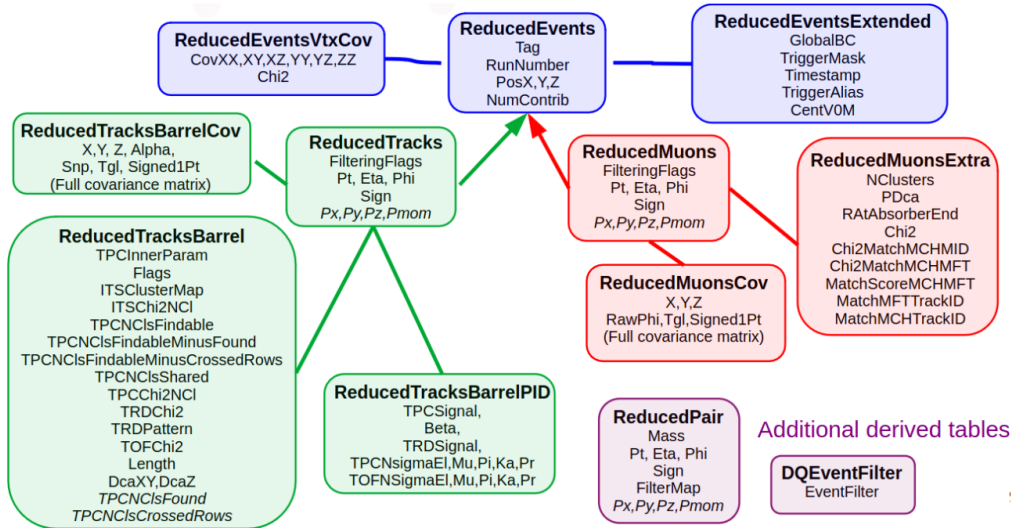 ReducedEventsVtxCov
CovXX,XY,XZ,YY,YZ,ZZ
Chi2
ReducedEvents
Tag
RunNumber
PosX,Y,Z
NumContrib
ReducedEventsExtended
GlobalBC
TriggerMask
Timestamp
TriggerAlias
CentV0M
ReducedTracksBarrelCov
X,Y, Z, Alpha,
Snp, Tgl, Signed1Pt
(Full covariance matrix)
ReducedTracks
FilteringFlags
Pt, Eta, Phi
Sign
Px,Py,Pz,Pmom
ReducedMuons
FilteringFlags
Pt, Eta, Phi
Sign
Px,Py,Pz,Pmom
ReducedMuonsExtra
NClusters
PDca
RAtAbsorberEnd
Chi2
Chi2MatchMCHMID
Chi2MatchMCHMFT
MatchScoreMCHMFT
MatchMFTTrackID
MatchMCHTrackID
ReducedTracksBarrel
TPCInnerParam
Flags
ITSClusterMap
ITSChi2NCl
TPCNClsFindable
TPCNClsFindableMinusFound
TPCNClsFindableMinusCrossedRows
TPCNClsShared
TPCChi2NCl
TRDChi2
TRDPattern
TOFChi2
Length
DcaXY,DcaZ
TPCNClsFound
TPCNClsCrossedRows
ReducedMuonsCov
X,Y,Z
RawPhi,Tgl,Signed1Pt
(Full covariance matrix)
ReducedTracksBarrelPID
TPCSignal,
Beta,
TRDSignal,
TPCNsigmaEl,Mu,Pi,Ka,Pr
TOFNSigmaEl,Mu,Pi,Ka,Pr
ReducedPair
Mass
Pt, Eta, Phi
Sign
FilterMap
Px,Py,Pz,Pmom
Additional derived tables
DQEventFilter
EventFilter